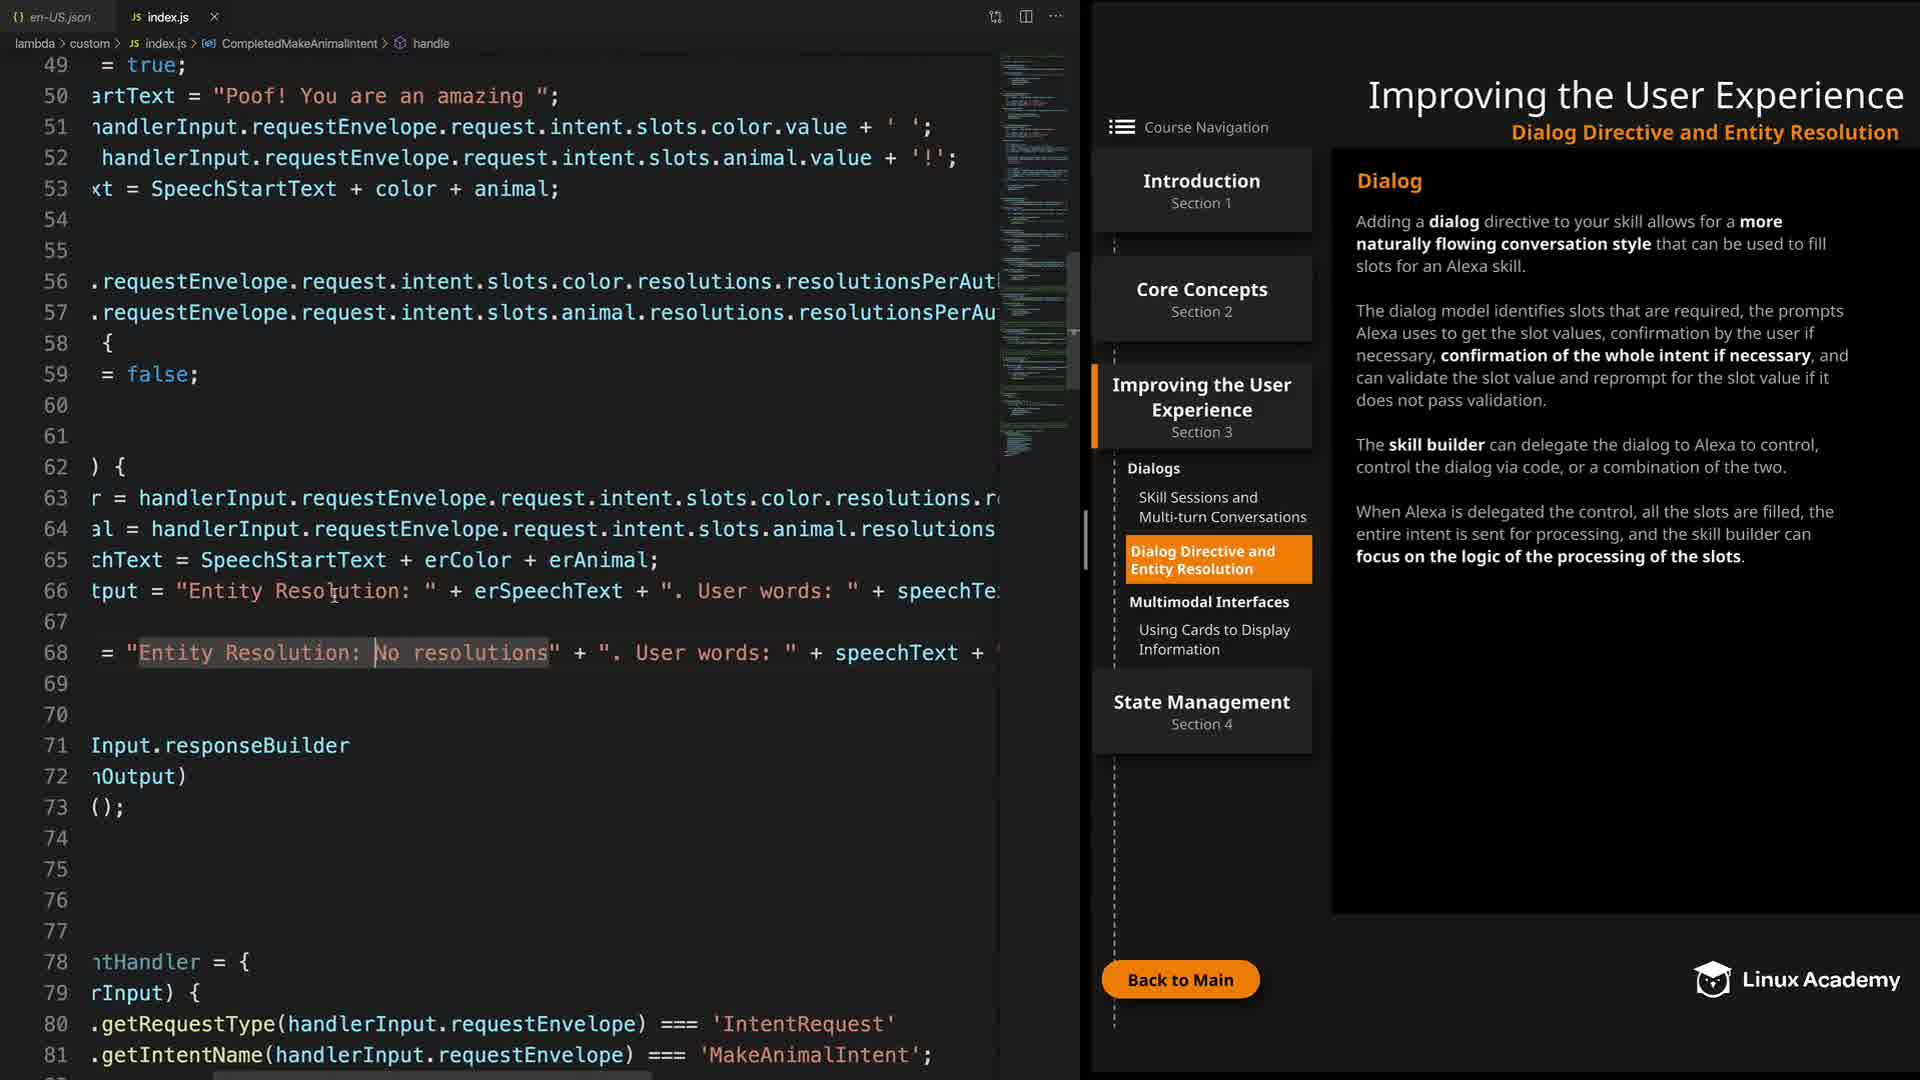 {} en-US.json
JS index.js
lambda > custom > JS index.js > CompletedMakeAnimalIntent > handle
49 = true;
50 artText = "Poof! You are an amazing ";
51 handlerInput.requestEnvelope.request.intent.slots.color.value + ' ';
52 handlerInput.requestEnvelope.request.intent.slots.animal.value + '!';
53 xt = SpeechStartText + color + animal;
54
55
56 .requestEnvelope.request.intent.slots.color.resolutions.resolutionsPerAut
57 .requestEnvelope.request.intent.slots.animal.resolutions.resolutionsPerAu
58 {
59 = false;
60
61
62 ) {
63 r = handlerInput.requestEnvelope.request.intent.slots.color.resolutions.r
64 al = handlerInput.requestEnvelope.request.intent.slots.animal.resolutions
65 chText = SpeechStartText + erColor + erAnimal;
66 tput = "Entity Resolution: " + erSpeechText + ". User words: " + speechTe
67
68 = "Entity Resolution: No resolutions" + ". User words: " + speechText +
69
70
71 Input.responseBuilder
72 hOutput)
73 ();
74
75
76
77
78 ntHandler = {
79 rInput) {
80 .getRequestType(handlerInput.requestEnvelope) === 'IntentRequest'
81 .getIntentName(handlerInput.requestEnvelope) === 'MakeAnimalIntent';
Improving the User Experience
Dialog Directive and Entity Resolution
Course Navigation
Introduction
Section 1
Core Concepts
Section 2
Improving the User
Experience
Section 3
Dialogs
SKill Sessions and
Multi-turn Conversations
Dialog Directive and
Entity Resolution
Multimodal Interfaces
Using Cards to Display
Information
State Management
Section 4
Back to Main
Dialog
Adding a dialog directive to your skill allows for a more
naturally flowing conversation style that can be used to fill
slots for an Alexa skill.
The dialog model identifies slots that are required, the prompts
Alexa uses to get the slot values, confirmation by the user if
necessary, confirmation of the whole intent if necessary, and
can validate the slot value and reprompt for the slot value if it
does not pass validation.
The skill builder can delegate the dialog to Alexa to control,
control the dialog via code, or a combination of the two.
When Alexa is delegated the control, all the slots are filled, the
entire intent is sent for processing, and the skill builder can
focus on the logic of the processing of the slots.
Linux Academy